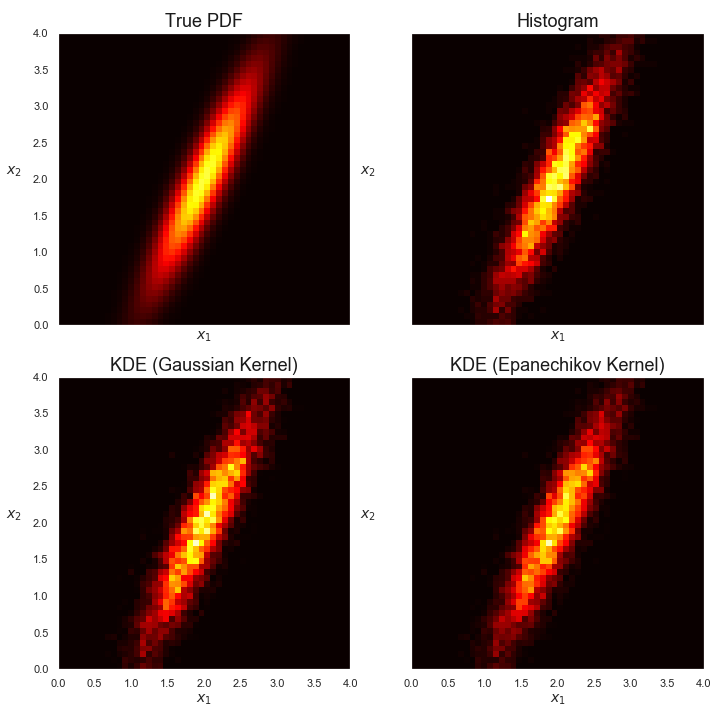 True PDF
Histogram
4.0
3.5
3.0
2.5
x2
x2
2.0
1.5
1.0
0.5
0.0
x1
x1
KDE (Gaussian Kernel)
KDE (Epanechikov Kernel)
4.0
3.5
3.0
2.5
x2
x2
2.0
1.5
1.0
0.5
0.0
0.0 0.5 1.0 1.5 2.0 2.5 3.0 3.5 4.0
0.0 0.5 1.0 1.5 2.0 2.5 3.0 3.5 4.0
x1
x1